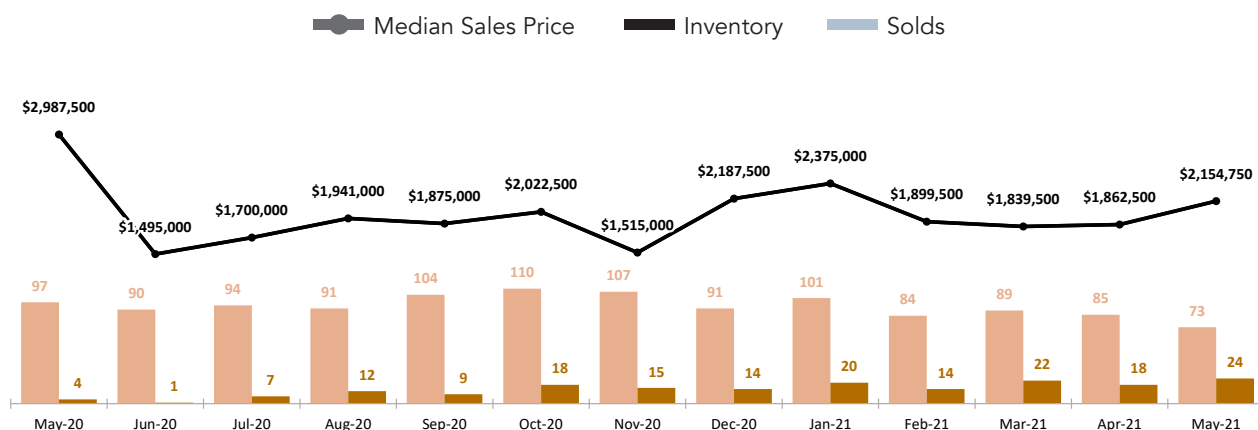 Median Sales Price Inventory Solds
$2,987,500 $1,495,000 $1,700,000 $1,941,000 $1,875,000 $2,022,500 $1,515,000 $2,187,500 $2,375,000 $1,899,500 $1,839,500 $1,862,500 $2,154,750
97 90 94 91 104 110 107 91 101 84 89 85 73
4 1 7 12 9 18 15 14 20 14 22 18 24
May-20 Jun-20 Jul-20 Aug-20 Sep-20 Oct-20 Nov-20 Dec-20 Jan-21 Feb-21 Mar-21 Apr-21 May-21